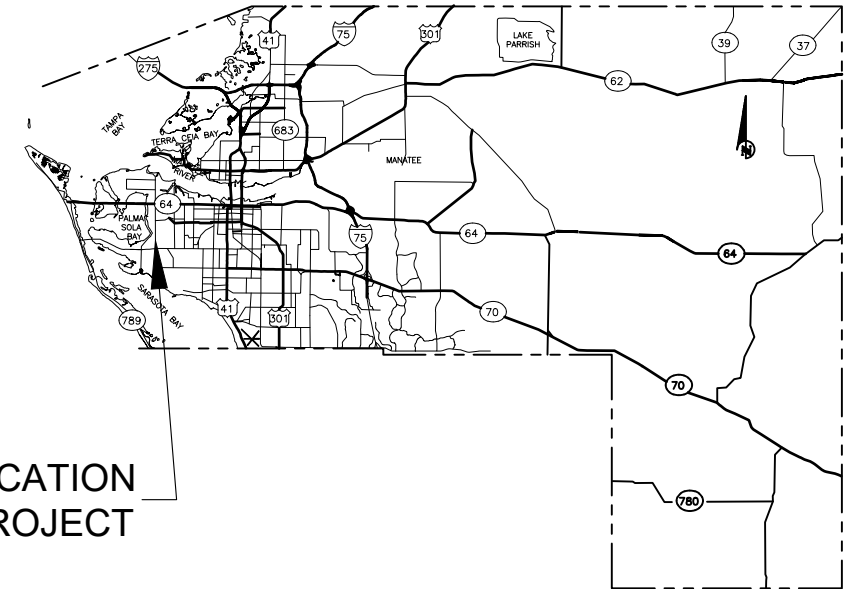 41
75
301
LAKE
PARRISH
39
37
275
62
TAMPA
BAY
TERRA CEIA BAY
683
N
RIVER
MANATEE
64
PALMA
SOLA
BAY
75
64
64
SARASOTA BAY
789
41
301
70
70
CATION
ROJECT
780